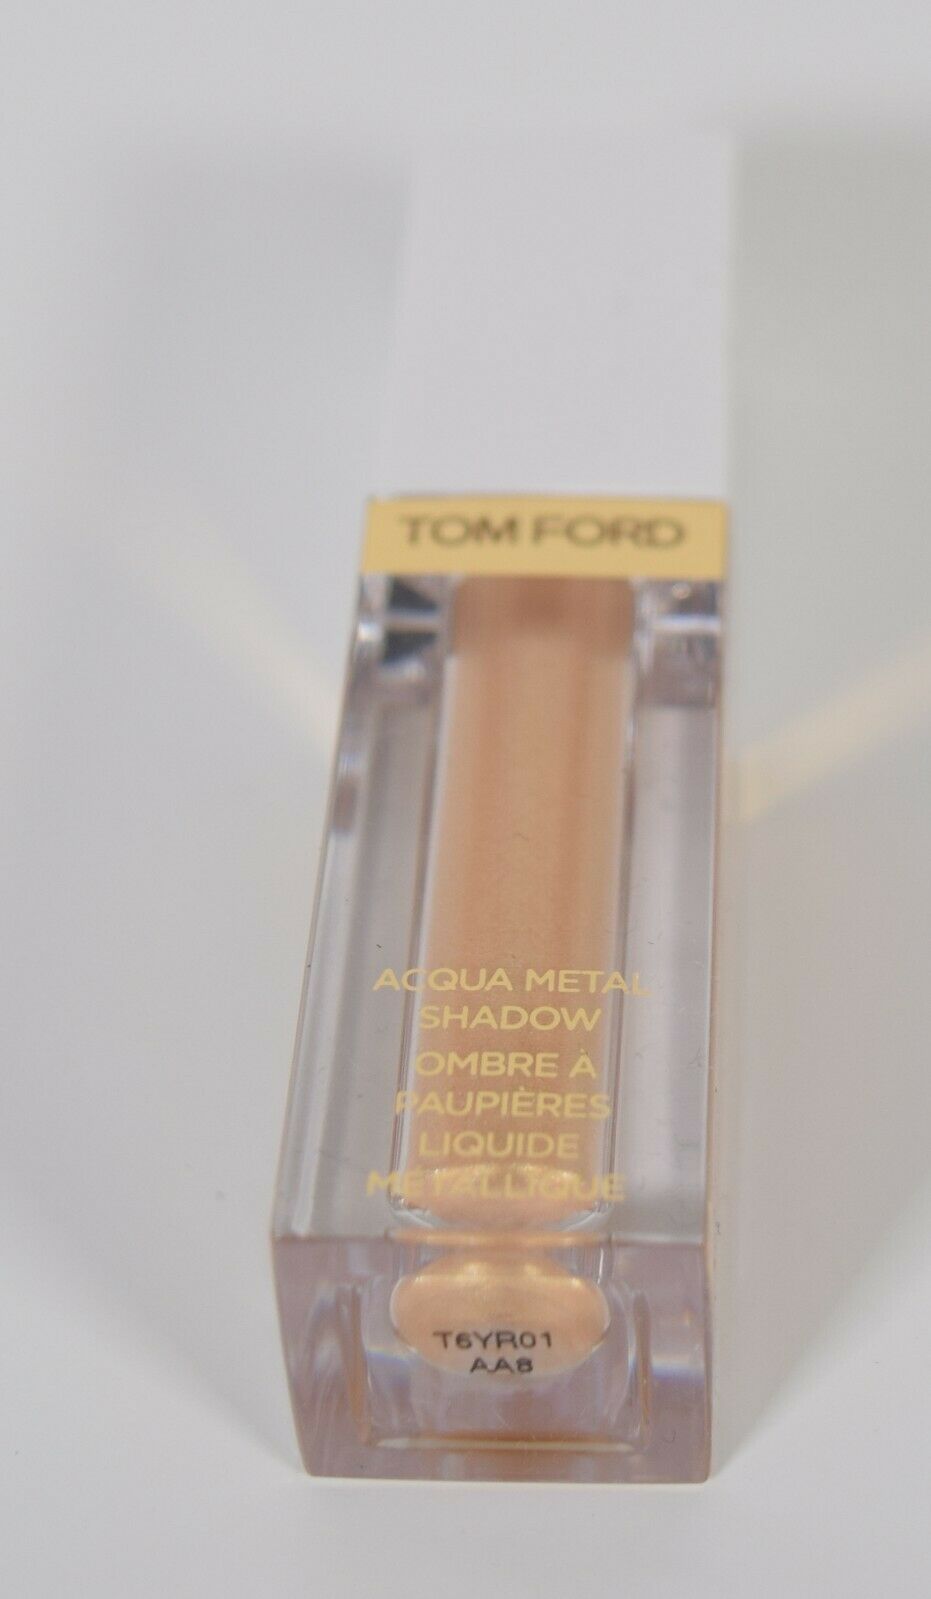 TOM FORD
ACQUA METAL
SHADOW
OMBRE À
PAUPIÈRES
LIQUIDE
MÉTALLIQUE
T6YR01
AA8